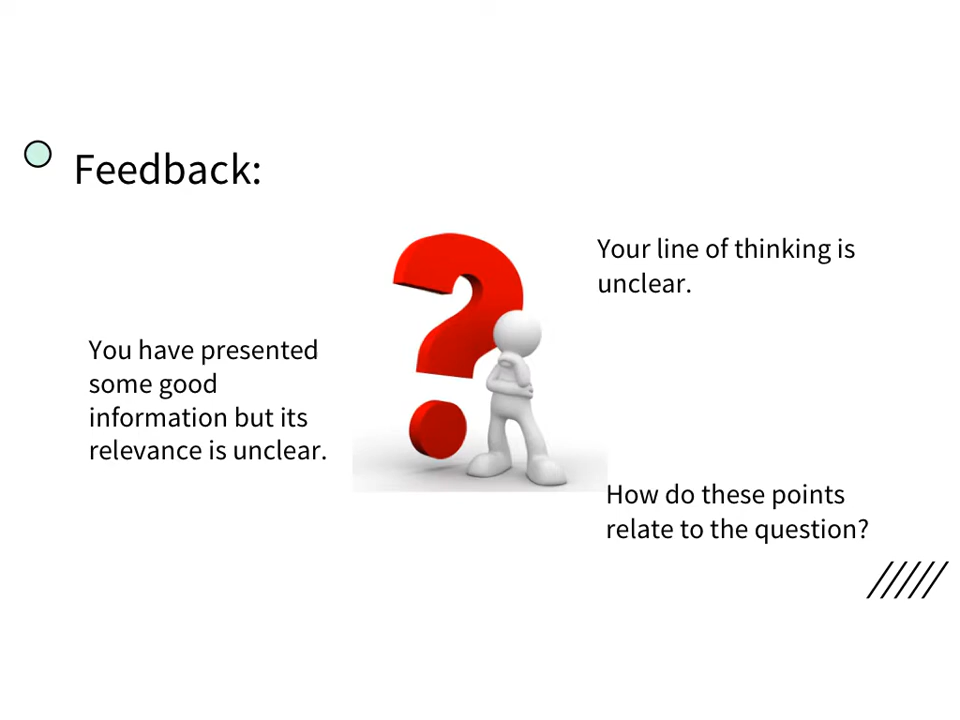 Feedback:
Your line of thinking is
unclear.
You have presented
some good
information but its
relevance is unclear.
How do these points
relate to the question?